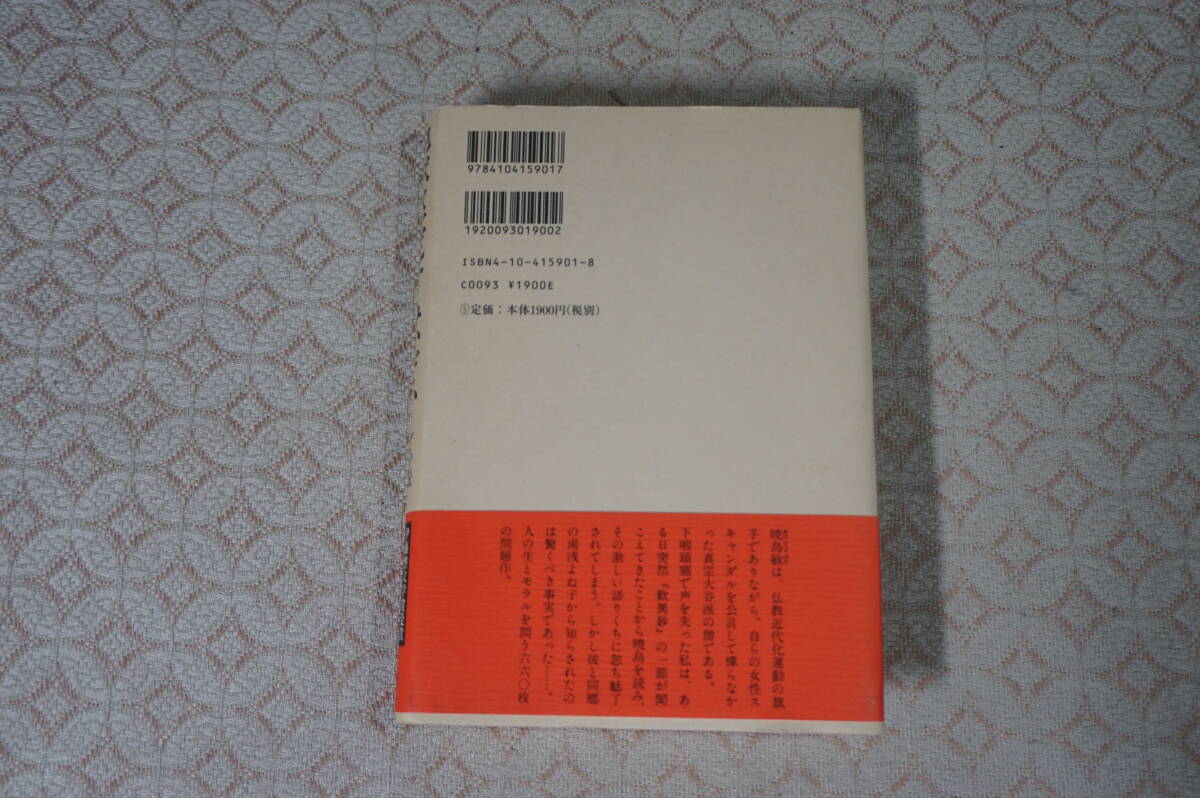 9784104159017
1920093019002
ISBN4-10-415901-8
C0093 ¥1900E
Ⓢ定価：本体1900円(税別)
暁烏敏は、仏教近代化運動の旗
手でありながら、自らの女性ス
キャンダルを公言して憚らなか
った真宗大谷派の僧である。
下咽頭癌で声を失った私は、あ
る日突然『歎異鈔』の一節が聞
こえてきたことから暁烏を読み、
その激しい語りくちに忽ち魅了
されてしまう。しかし彼と同郷
の湯浅よね子から知らされたの
は驚くべき事実であった……。
人の生とモラルを問う六六〇枚
の問題作。